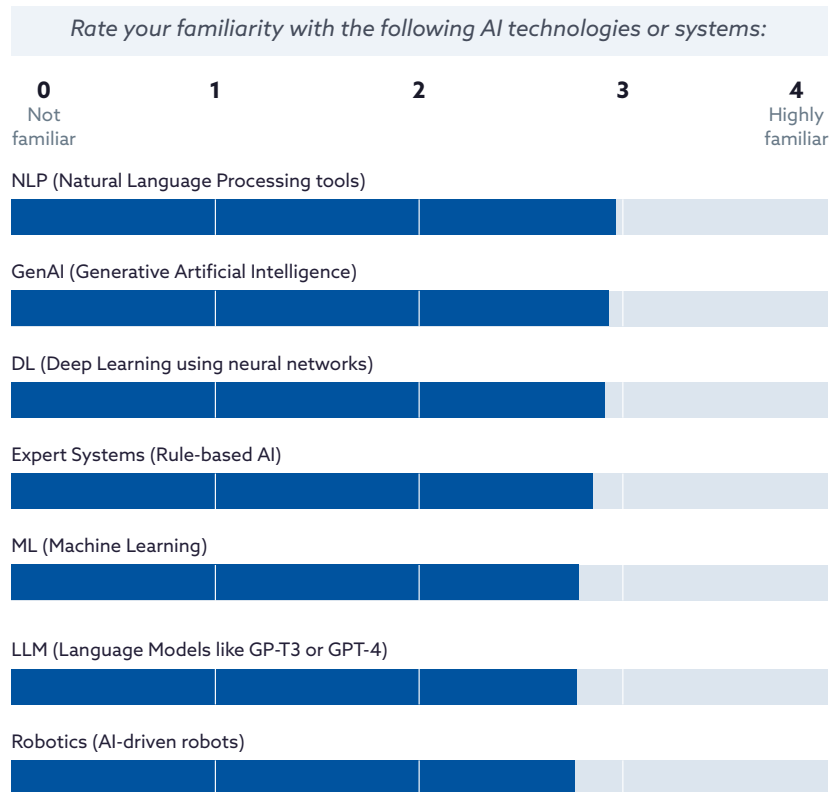 Rate your familiarity with the following AI technologies or systems:
0 1 2 3 4
Not familiar Highly familiar
NLP (Natural Language Processing tools)
GenAI (Generative Artificial Intelligence)
DL (Deep Learning using neural networks)
Expert Systems (Rule-based AI)
ML (Machine Learning)
LLM (Language Models like GP-T3 or GPT-4)
Robotics (AI-driven robots)